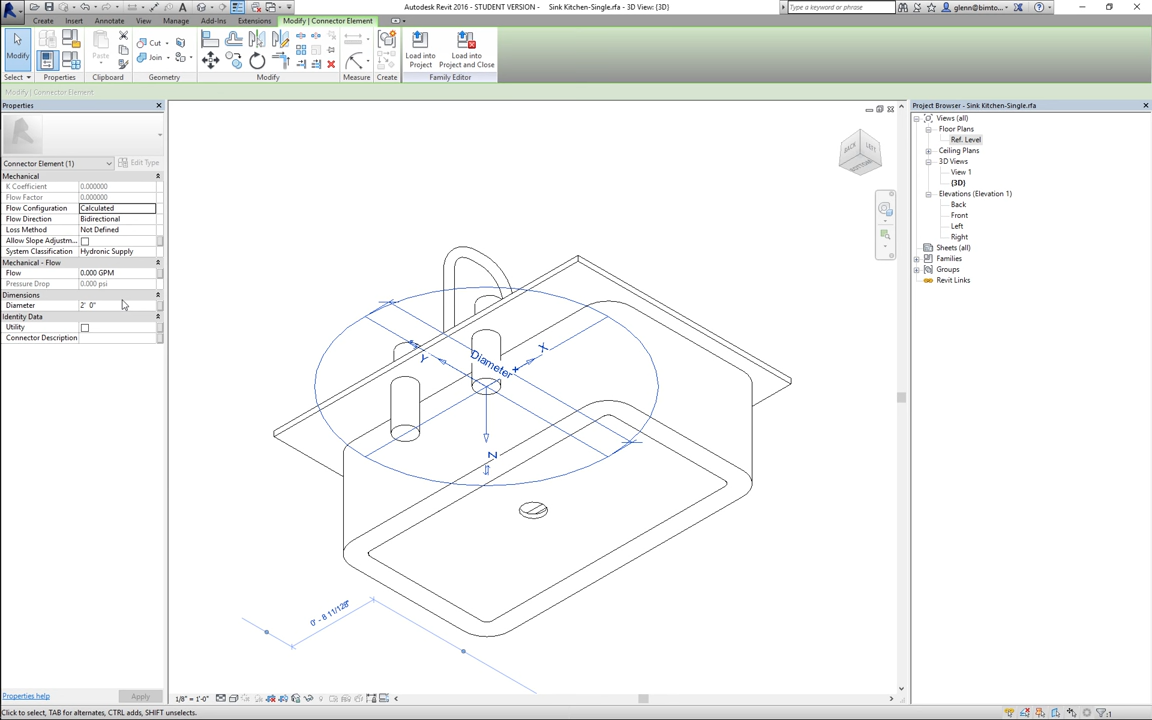 Autodesk Revit 2016 - STUDENT VERSION -    Sink Kitchen-Single.rfa - 3D View: {3D}
Type a keyword or phrase
glenn@bimto...
Create Insert Annotate View Manage Add-Ins Extensions Modify | Connector Element
Modify
Paste
Cut
Join
Load into Project
Load into Project and Close
Select Properties Clipboard Geometry Modify Measure Create Family Editor
Modify | Connector Element
Properties
Connector Element (1) Edit Type
Mechanical
K Coefficient 0.000000
Flow Factor 0.000000
Flow Configuration Calculated
Flow Direction Bidirectional
Loss Method Not Defined
Allow Slope Adjustm...
System Classification Hydronic Supply
Mechanical - Flow
Flow 0.000 GPM
Pressure Drop 0.000 psi
Dimensions
Diameter 2' 0"
Identity Data
Utility
Connector Description
Properties help
Apply
BACK LEFT
X
Y
Diameter
Z
0' - 8 11/128"
Project Browser - Sink Kitchen-Single.rfa
Views (all)
Floor Plans
Ref. Level
Ceiling Plans
3D Views
View 1
{3D}
Elevations (Elevation 1)
Back
Front
Left
Right
Sheets (all)
Families
Groups
Revit Links
1/8" = 1'-0"
Click to select, TAB for alternates, CTRL adds, SHIFT unselects.
:1